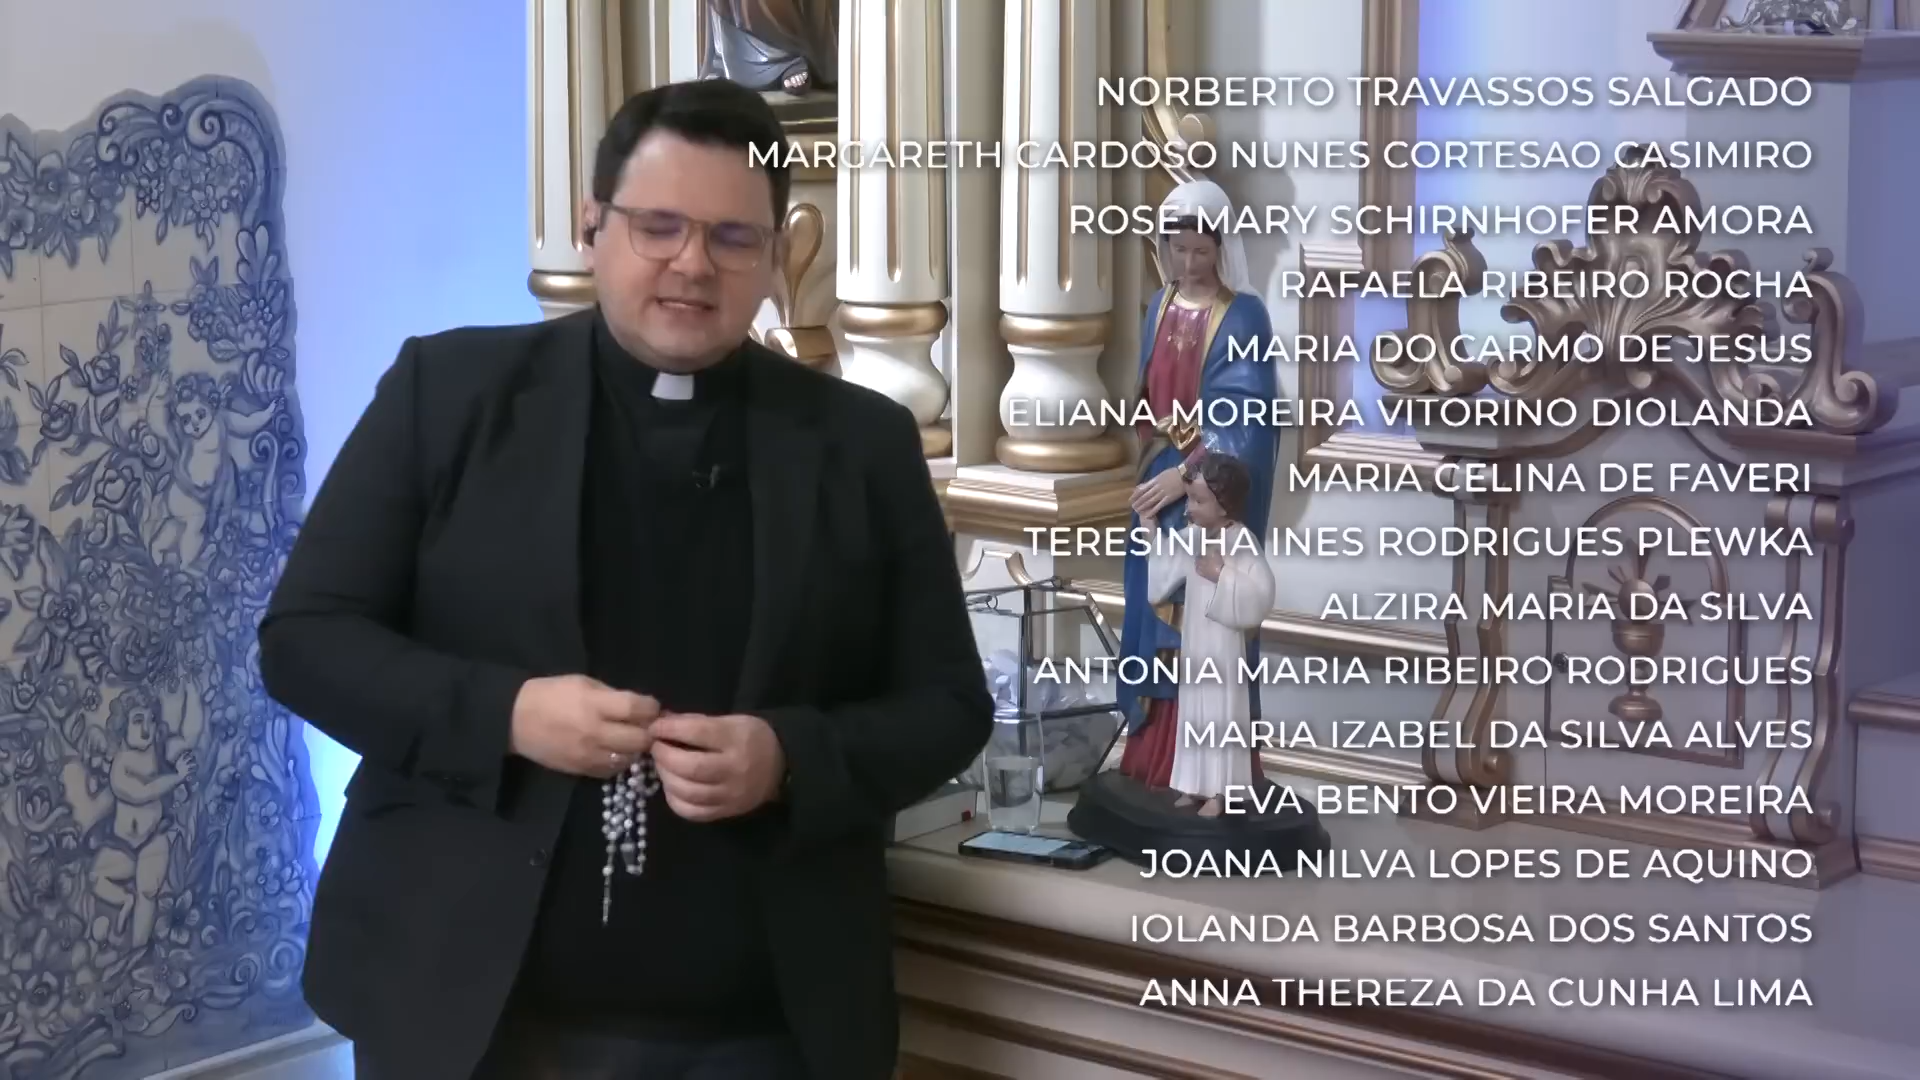 NORBERTO TRAVASSOS SALGADO
MARGARETH CARDOSO NUNES CORTESAO CASIMIRO
ROSE MARY SCHIRNHOFER AMORA
RAFAELA RIBEIRO ROCHA
MARIA DO CARMO DE JESUS
ELIANA MOREIRA VITORINO DIOLANDA
MARIA CELINA DE FAVERI
TERESINHA INES RODRIGUES PLEWKA
ALZIRA MARIA DA SILVA
ANTONIA MARIA RIBEIRO RODRIGUES
MARIA IZABEL DA SILVA ALVES
EVA BENTO VIEIRA MOREIRA
JOANA NILVA LOPES DE AQUINO
IOLANDA BARBOSA DOS SANTOS
ANNA THEREZA DA CUNHA LIMA